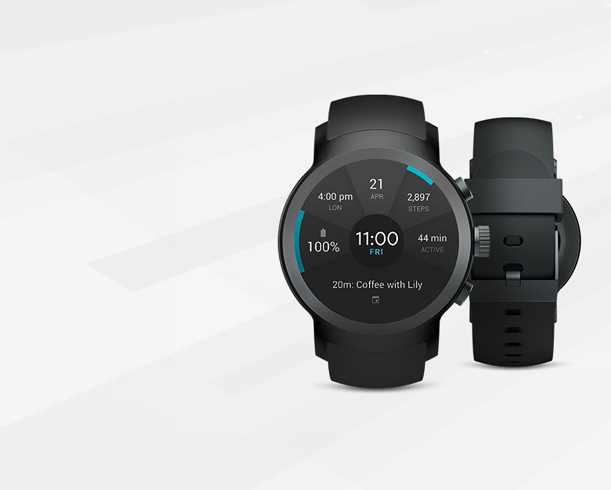 21
APR
4:00 pm
LON
2,897
STEPS
100%
11:00
FRI
44 min
ACTIVE
20m: Coffee with Lily